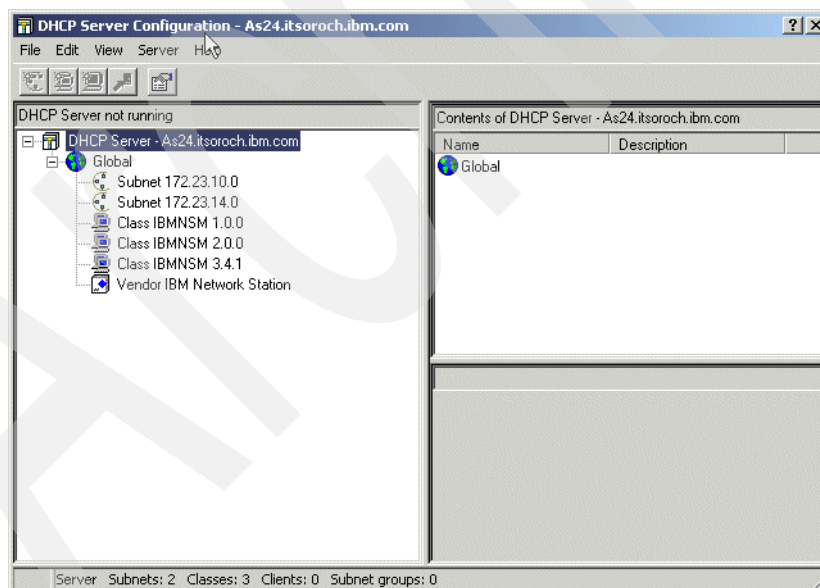 DHCP Server Configuration - As24.itsoroch.ibm.com
File Edit View Server Help
DHCP Server not running
DHCP Server - As24.itsoroch.ibm.com
Global
Subnet 172.23.10.0
Subnet 172.23.14.0
Class IBMNSM 1.0.0
Class IBMNSM 2.0.0
Class IBMNSM 3.4.1
Vendor IBM Network Station
Contents of DHCP Server - As24.itsoroch.ibm.com
Name Description
Global
Server Subnets: 2 Classes: 3 Clients: 0 Subnet groups: 0